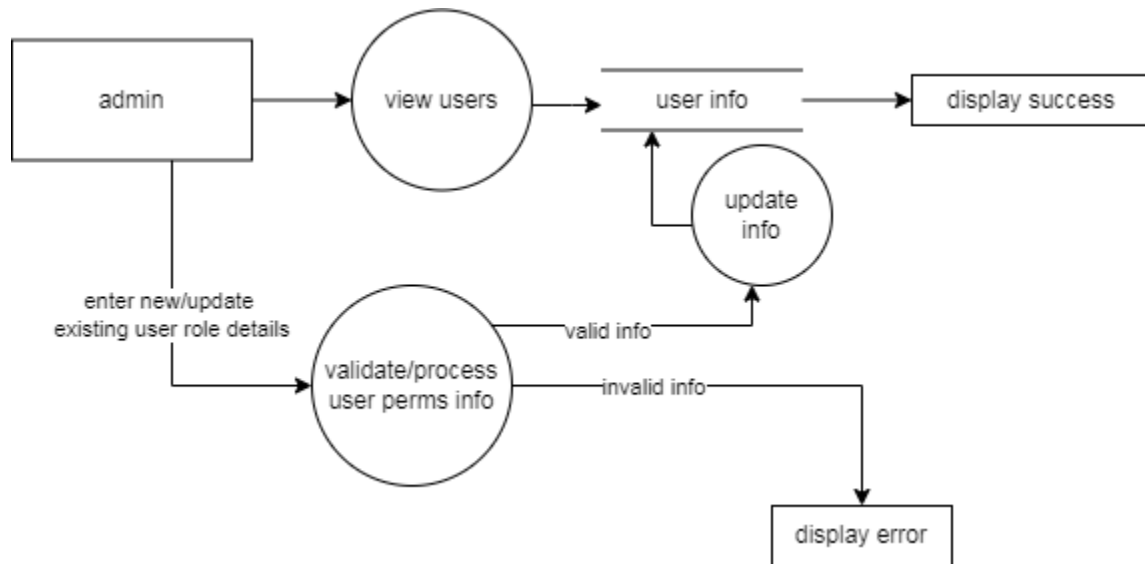 admin
view users
user info
display success
update
info
enter new/update
existing user role details
valid info
validate/process
user perms info
invalid info
display error